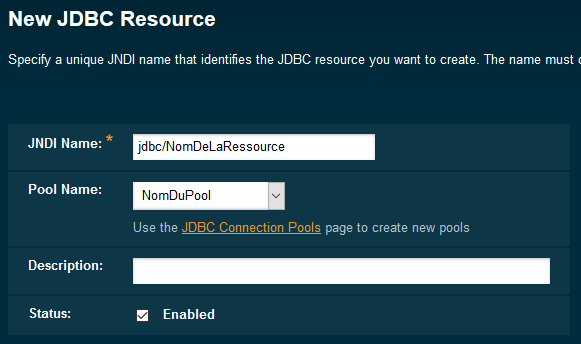 New JDBC Resource
Specify a unique JNDI name that identifies the JDBC resource you want to create. The name must
JNDI Name: *
jdbc/NomDeLaRessource
Pool Name:
NomDuPool
Use the JDBC Connection Pools page to create new pools
Description:
Status:
Enabled